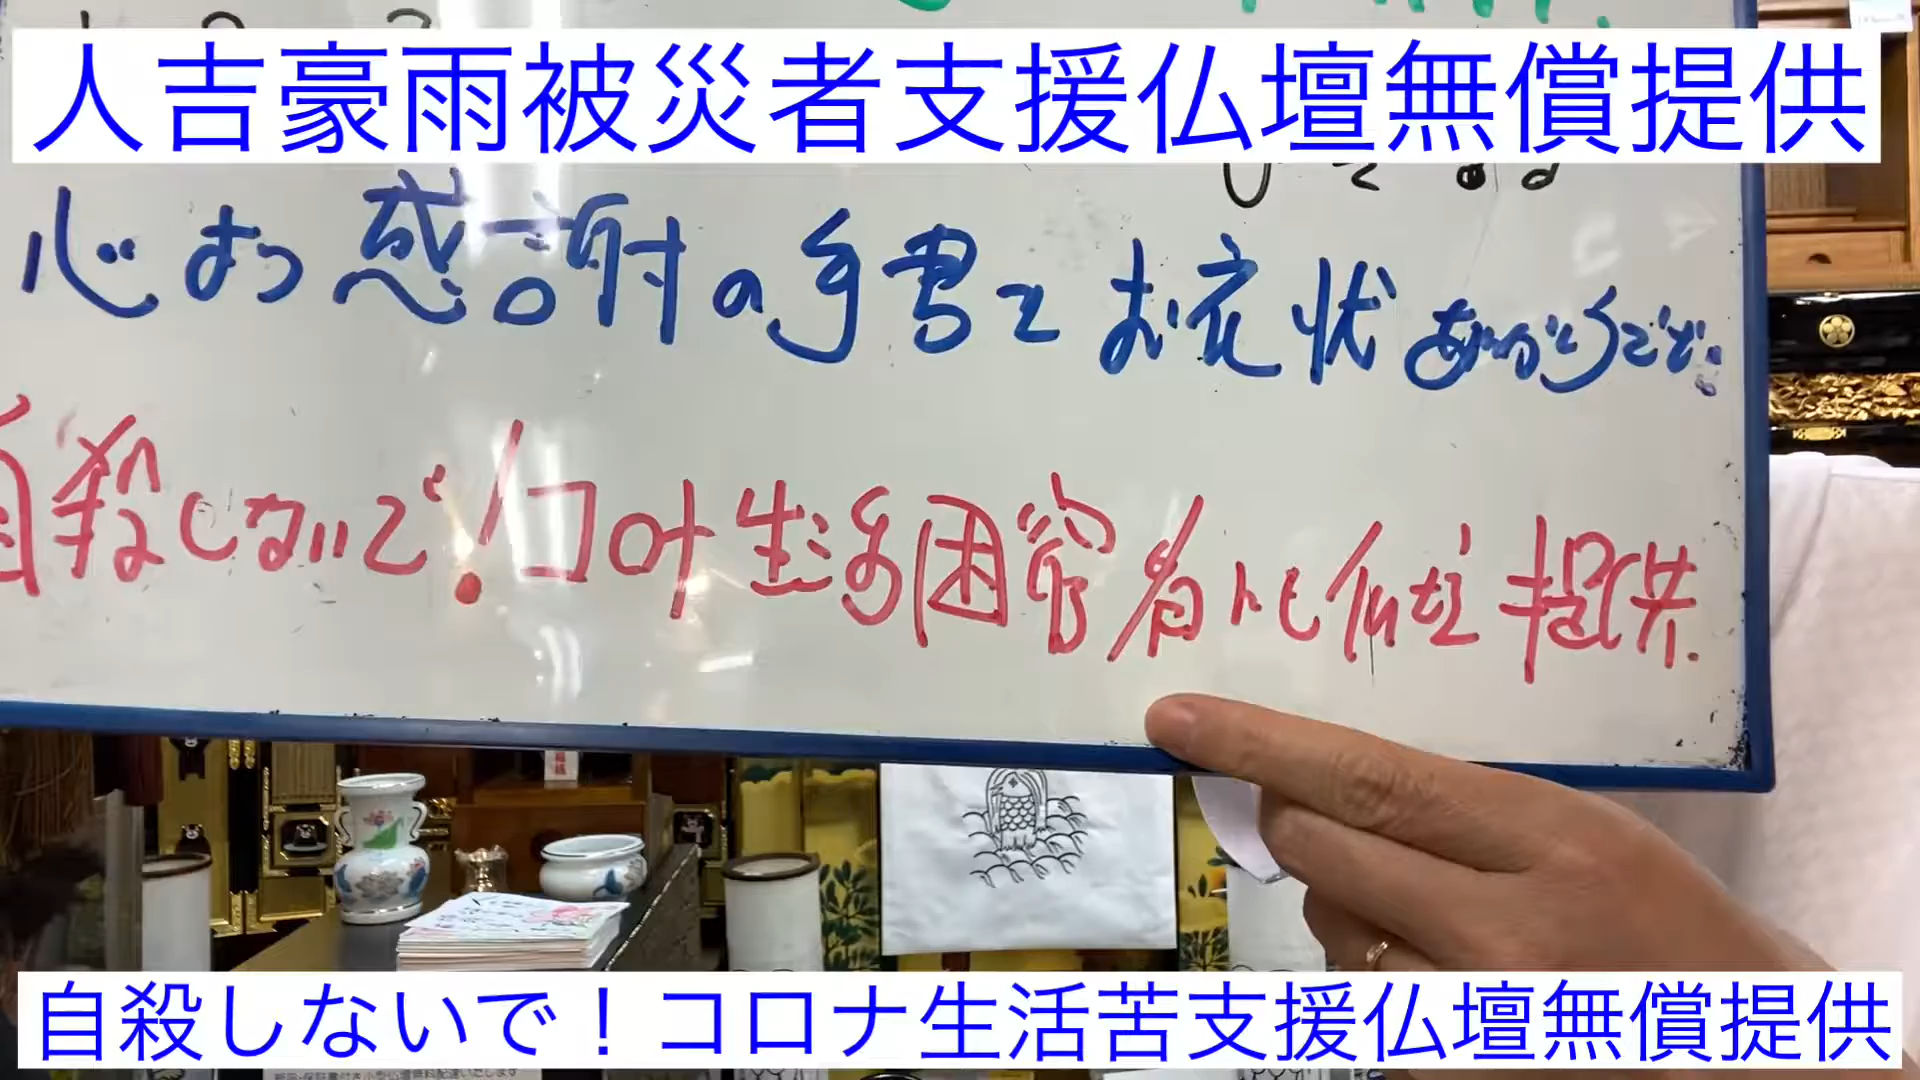 人吉豪雨被災者支援仏壇無償提供
心より感謝の手書きお礼状ありがとうござ
自殺しないで!コロナ生活困窮者にも仏壇提供.
自殺しないで！コロナ生活苦支援仏壇無償提供